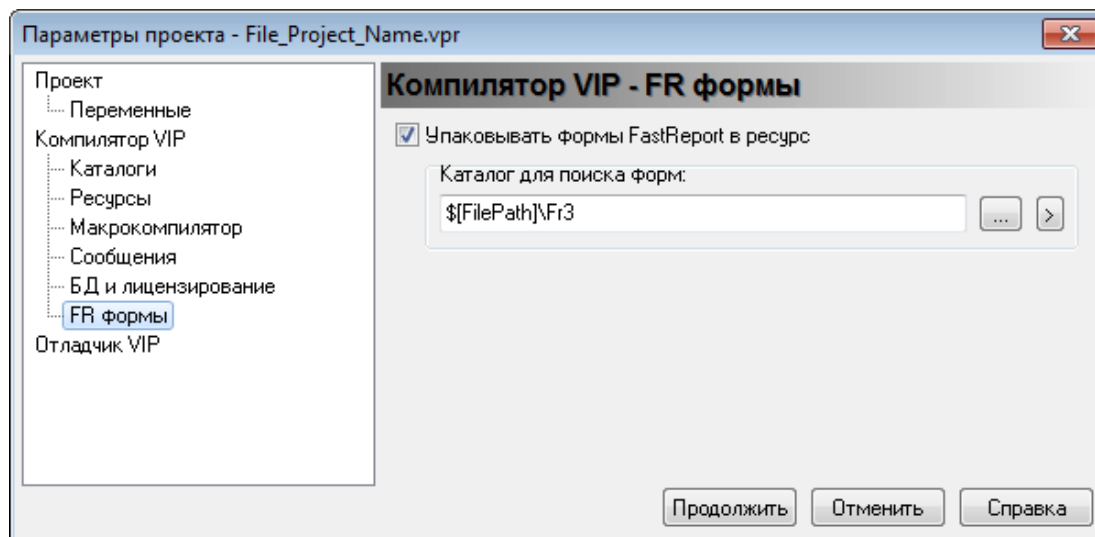 Параметры проекта - File_Project_Name.vpr
Проект
Переменные
Компилятор VIP
Каталоги
Ресурсы
Макрокомпилятор
Сообщения
БД и лицензирование
FR формы
Отладчик VIP
Компилятор VIP - FR формы
Упаковывать формы FastReport в ресурс
Каталог для поиска форм:
$[FilePath]\Fr3
...
>
Продолжить Отменить Справка